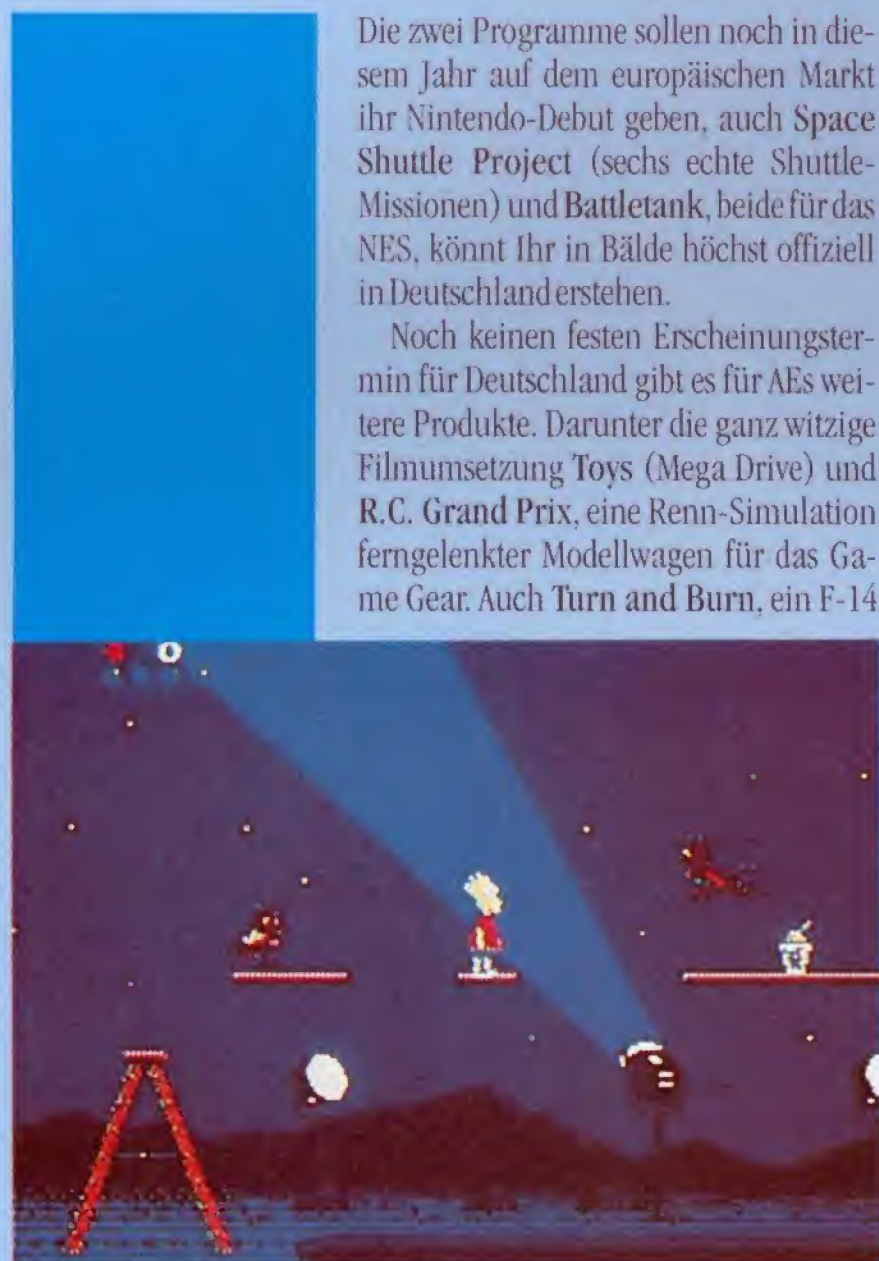 Die zwei Programme sollen noch in die-
sem Jahr auf dem europäischen Markt
ihr Nintendo-Debut geben, auch Space
Shuttle Project (sechs echte Shuttle-
Missionen) und Battletank, beide für das
NES, könnt Ihr in Bälde höchst offiziell
in Deutschland erstehen.
Noch keinen festen Erscheinungster-
min für Deutschland gibt es für AEs wei-
tere Produkte. Darunter die ganz witzige
Filmumsetzung Toys (Mega Drive) und
R.C. Grand Prix, eine Renn-Simulation
ferngelenkter Modellwagen für das Ga-
me Gear. Auch Turn and Burn, ein F-14